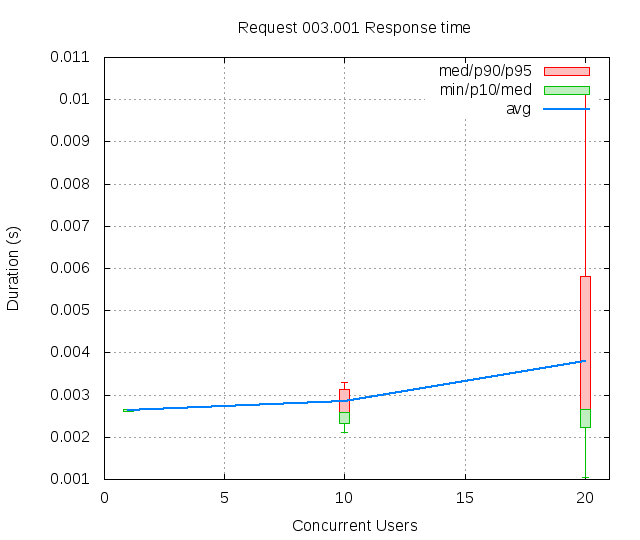 Request 003.001 Response time
0.011
0.01
0.009
0.008
0.007
0.006
0.005
0.004
0.003
0.002
0.001
0 5 10 15 20
Duration (s)
Concurrent Users
med/p90/p95
min/p10/med
avg